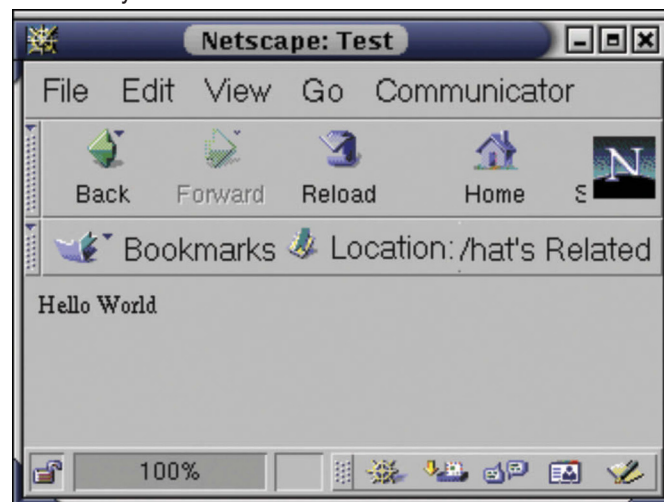 Netscape: Test
File Edit View Go Communicator
Back Forward Reload Home S N
Bookmarks Location: /hat's Related
Hello World
100%